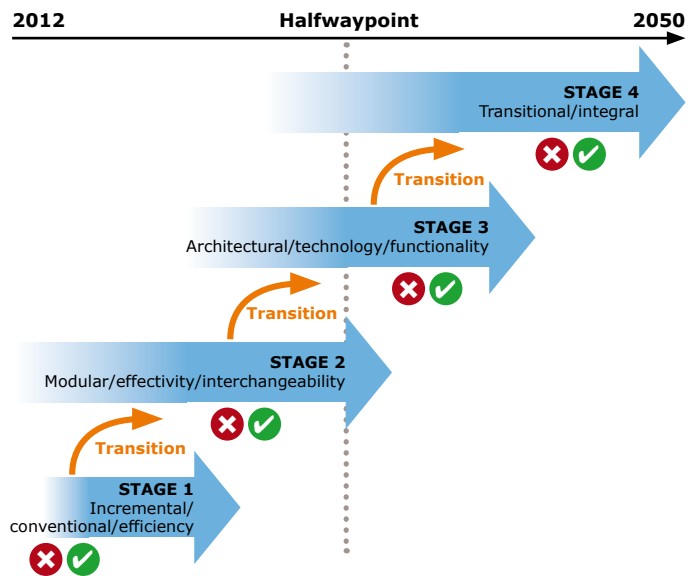 2012 Halfwaypoint 2050
STAGE 4
Transitional/integral
Transition
STAGE 3
Architectural/technology/functionality
Transition
STAGE 2
Modular/effectivity/interchangeability
Transition
STAGE 1
Incremental/
conventional/efficiency